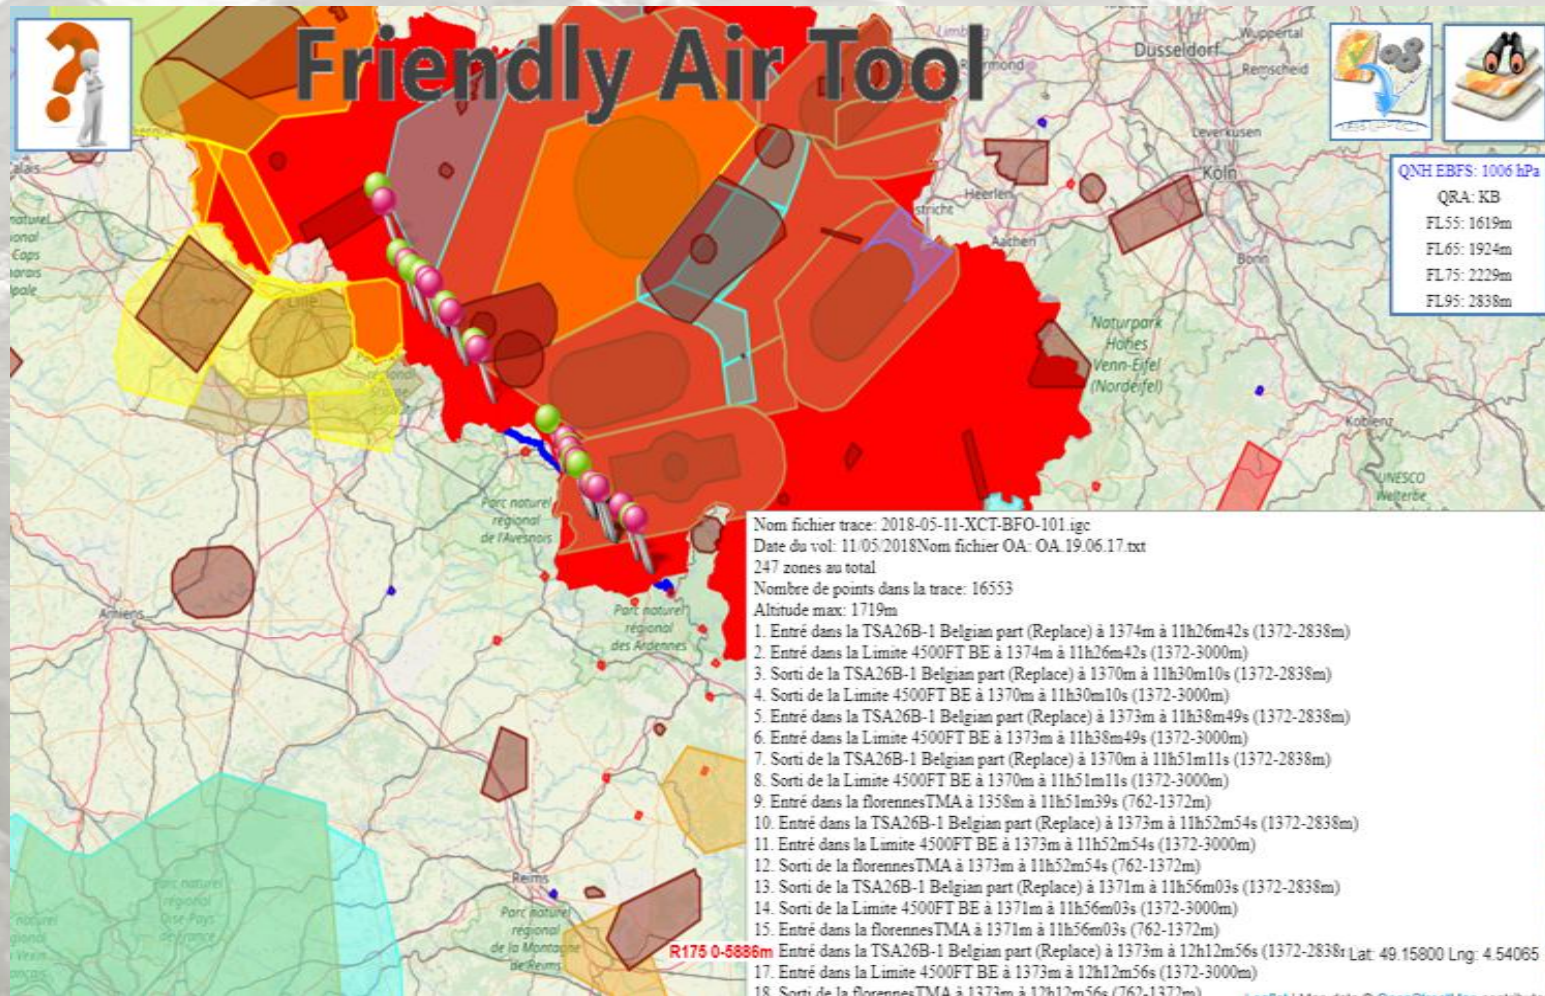 Friendly Air Tool
Düsseldorf
Wuppertal
Remscheid
Leverkusen
Köln
Heerlen
Aachen
Bonn
Naturpark
Hohes
Venn-Eifel
(Nordeifel)
Koblenz
UNESCO
Welterbe
Lille
Parc naturel
régional
de l'Avesnois
Parc naturel
régional
des Ardennes
Amiens
Reims
Parc naturel
régional
de la Montagne
de Reims
QNH EBFS: 1006 hPa
QRA: KB
FL55: 1619m
FL65: 1924m
FL75: 2229m
FL95: 2838m
Nom fichier trace: 2018-05-11-XCT-BFO-101.igc
Date du vol: 11/05/2018Nom fichier OA: OA.19.06.17.txt
247 zones au total
Nombre de points dans la trace: 16553
Altitude max: 1719m
1. Entré dans la TSA26B-1 Belgian part (Replace) à 1374m à 11h26m42s (1372-2838m)
2. Entré dans la Limite 4500FT BE à 1374m à 11h26m42s (1372-3000m)
3. Sorti de la TSA26B-1 Belgian part (Replace) à 1370m à 11h30m10s (1372-2838m)
4. Sorti de la Limite 4500FT BE à 1370m à 11h30m10s (1372-3000m)
5. Entré dans la TSA26B-1 Belgian part (Replace) à 1373m à 11h38m49s (1372-2838m)
6. Entré dans la Limite 4500FT BE à 1373m à 11h38m49s (1372-3000m)
7. Sorti de la TSA26B-1 Belgian part (Replace) à 1370m à 11h51m11s (1372-2838m)
8. Sorti de la Limite 4500FT BE à 1370m à 11h51m11s (1372-3000m)
9. Entré dans la florennesTMA à 1358m à 11h51m39s (762-1372m)
10. Entré dans la TSA26B-1 Belgian part (Replace) à 1373m à 11h52m54s (1372-2838m)
11. Entré dans la Limite 4500FT BE à 1373m à 11h52m54s (1372-3000m)
12. Sorti de la florennesTMA à 1373m à 11h52m54s (762-1372m)
13. Sorti de la TSA26B-1 Belgian part (Replace) à 1371m à 11h56m03s (1372-2838m)
14. Sorti de la Limite 4500FT BE à 1371m à 11h56m03s (1372-3000m)
15. Entré dans la florennesTMA à 1371m à 11h56m03s (762-1372m)
R175 0-5886m Entré dans la TSA26B-1 Belgian part (Replace) à 1373m à 12h12m56s (1372-2838 Lat: 49.15800 Lng: 4.54065
17. Entré dans la Limite 4500FT BE à 1373m à 12h12m56s (1372-3000m)
18. Sorti de la florennesTMA à 1373m à 12h12m56s (762-1372m)